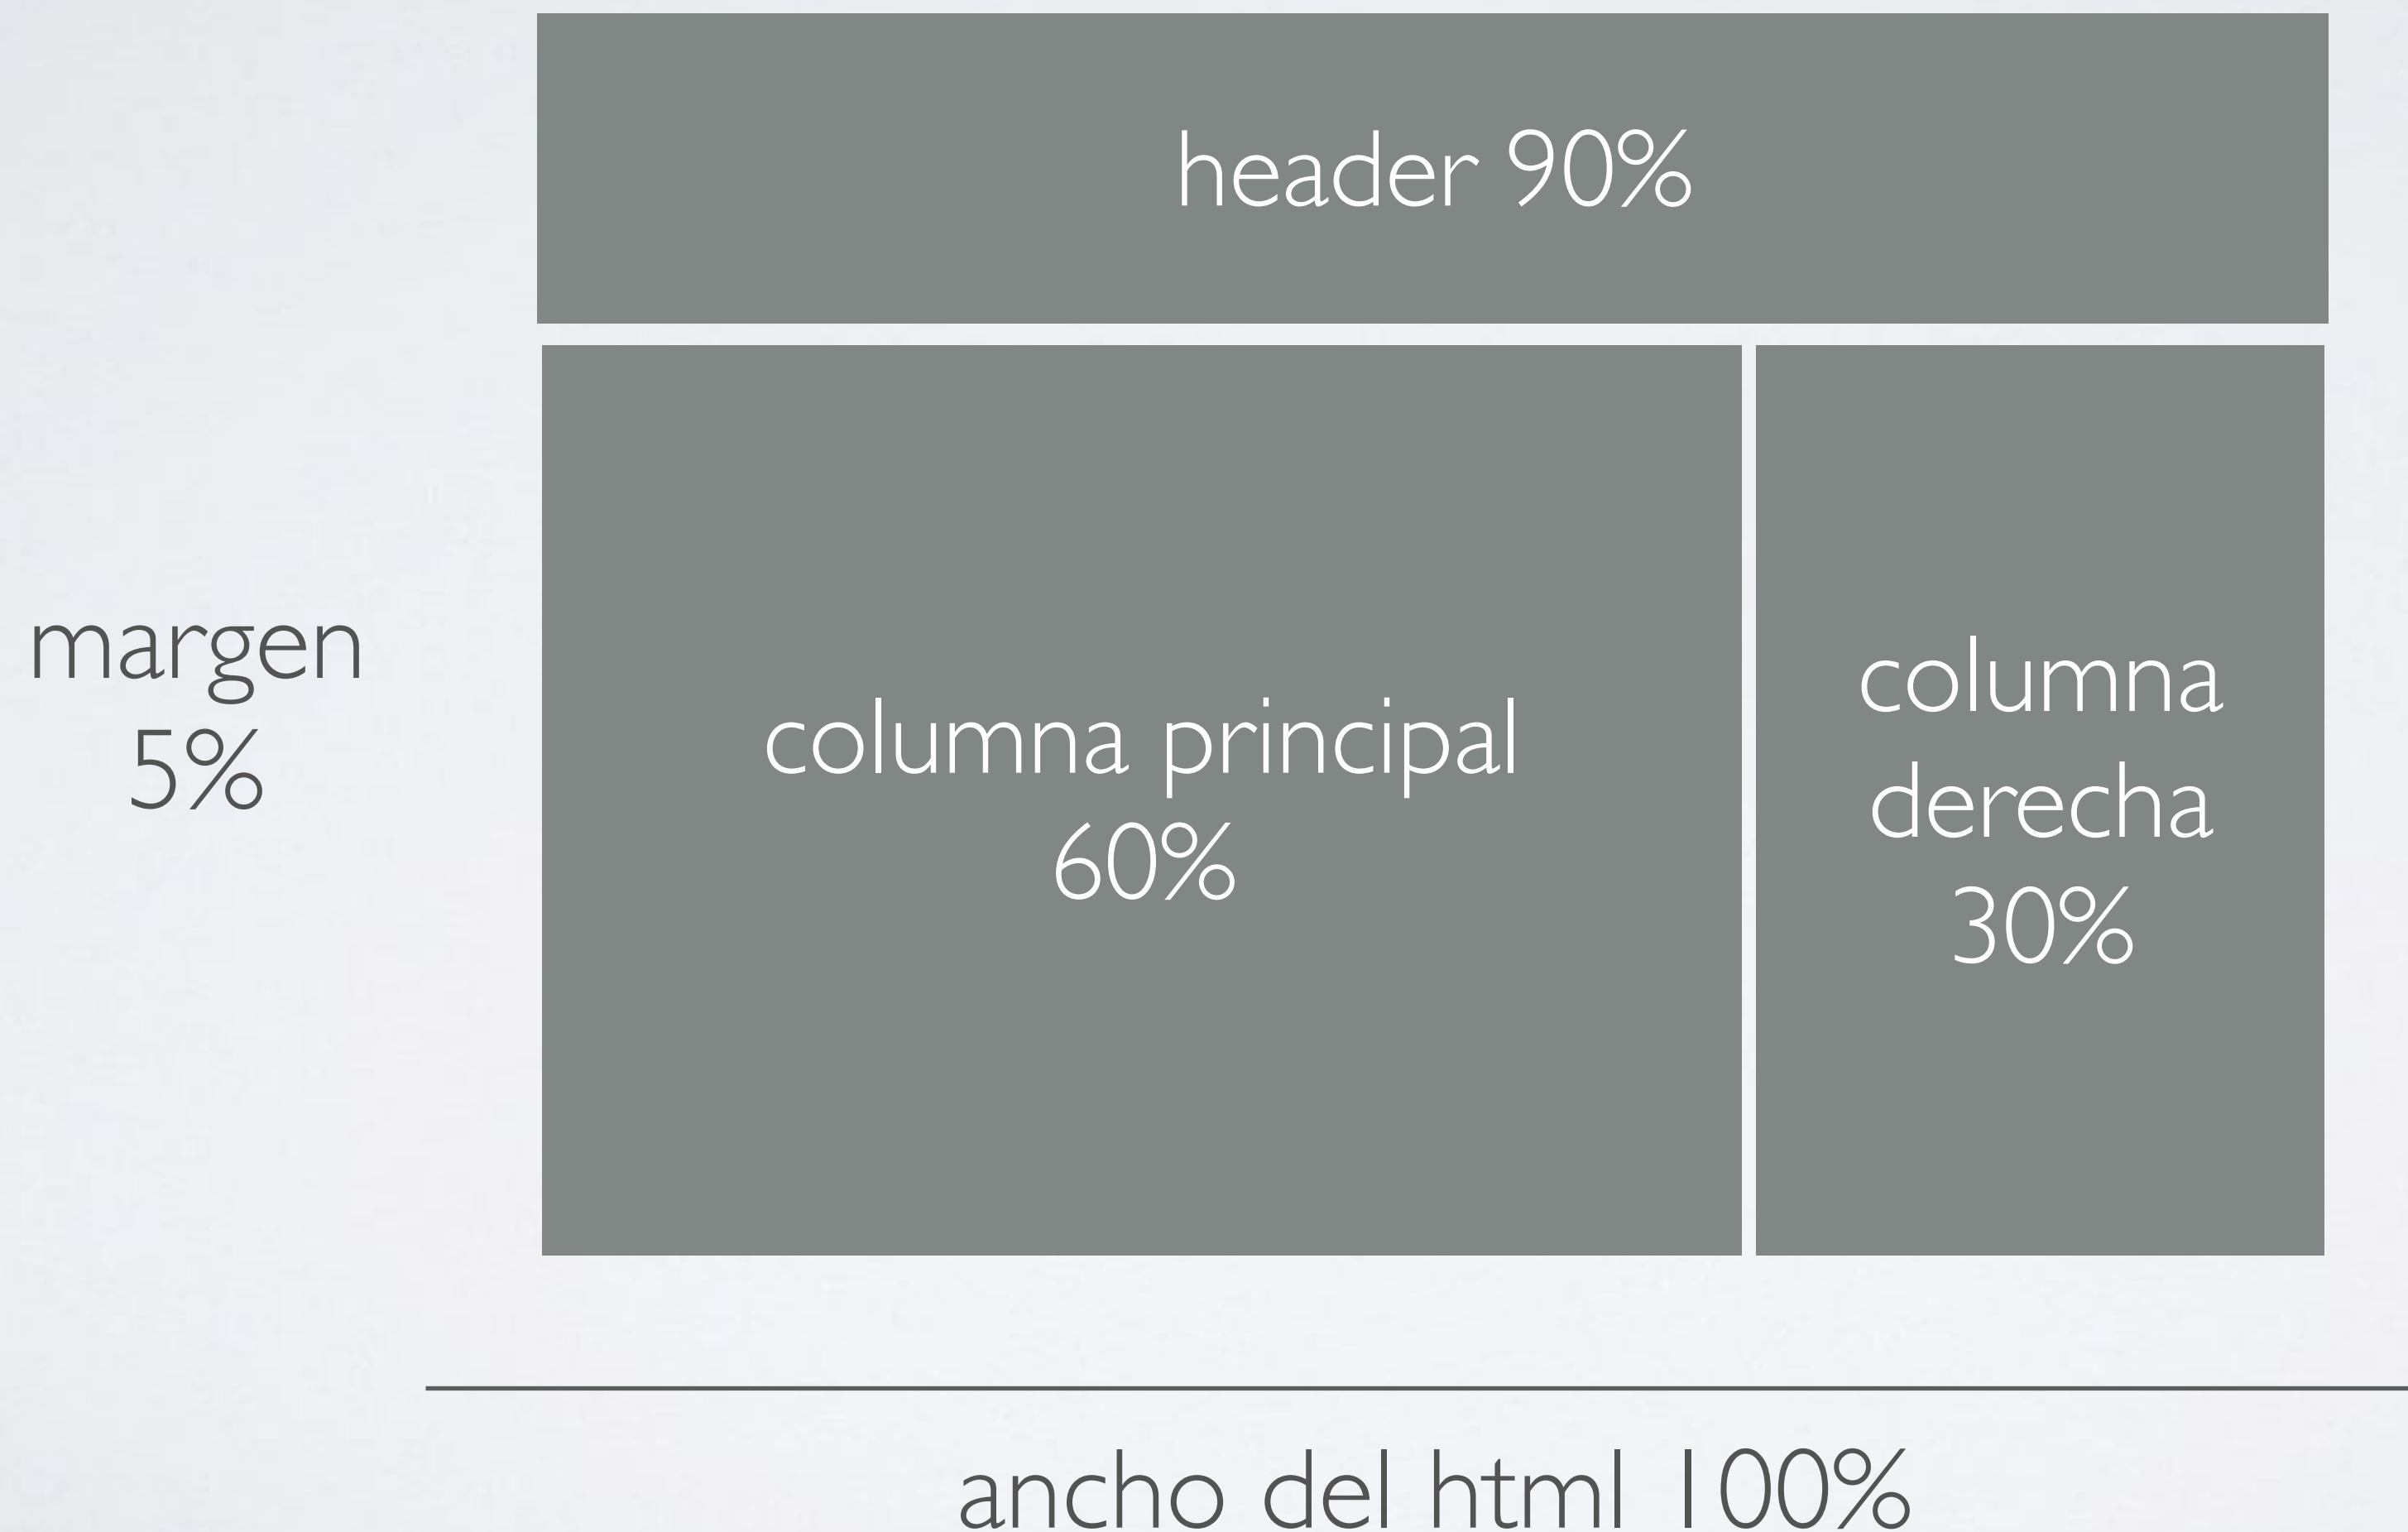 header 90%
margen
5%
columna principal
60%
columna
derecha
30%
ancho del html 100%